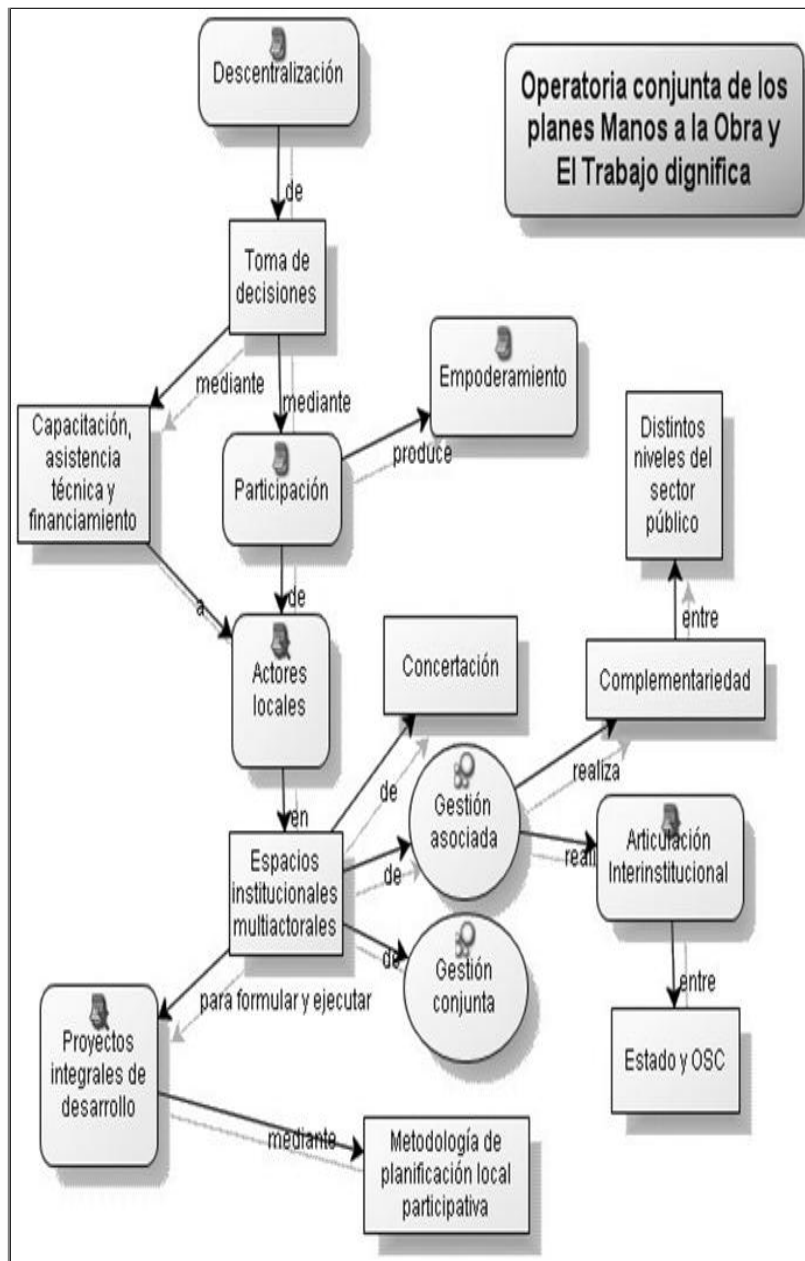 Descentralización
Operatoria conjunta de los
planes Manos a la Obra y
El Trabajo dignifica
de
Toma de
decisiones
mediante
mediante
Empoderamiento
produce
Capacitación,
asistencia
técnica y
financiamiento
Participación
Distintos
niveles del
sector
público
a
de
entre
Actores
locales
Concertación
Complementariedad
en
de
realiza
Gestión
asociada
Espacios
institucionales
multiactorales
de
reali
Articulación
Interinstitucional
de
Gestión
conjunta
para formular y ejecutar
entre
Proyectos
integrales de
desarrollo
Estado y OSC
mediante
Metodología de
planificación local
participativa